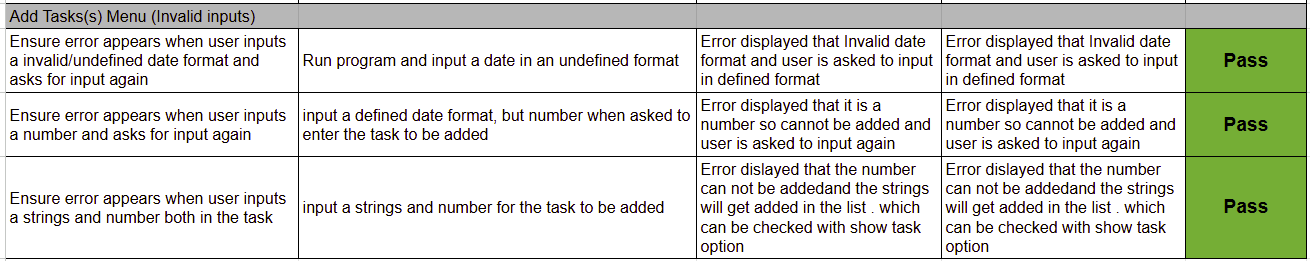 Add Tasks(s) Menu (Invalid inputs)
Ensure error appears when user inputs
a invalid/undefined date format and
asks for input again
Run program and input a date in an undefined format
Error displayed that Invalid date
format and user is asked to input
in defined format
Error displayed that Invalid date
format and user is asked to input
in defined format
Pass
Ensure error appears when user inputs
a number and asks for input again
input a defined date format, but number when asked to
enter the task to be added
Error displayed that it is a
number so cannot be added and
user is asked to input again
Error displayed that it is a
number so cannot be added and
user is asked to input again
Pass
Ensure error appears when user inputs
a strings and number both in the task
input a strings and number for the task to be added
Error dislayed that the number
can not be addedand the strings
will get added in the list . which
can be checked with show task
option
Error dislayed that the number
can not be addedand the strings
will get added in the list . which
can be checked with show task
option
Pass